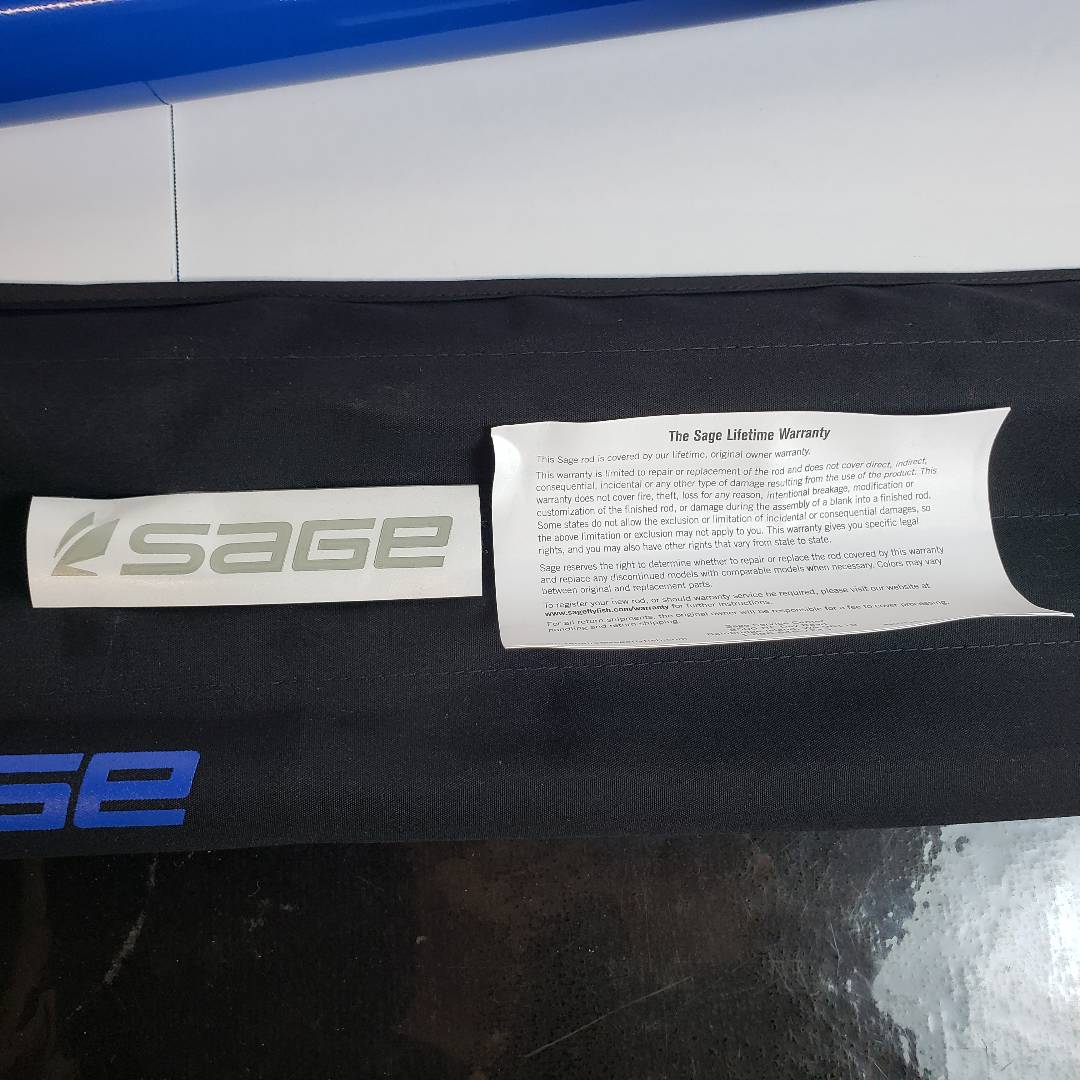 The Sage Lifetime Warranty
This Sage rod is covered by our lifetime, original owner warranty.
This warranty is limited to repair or replacement of the rod and does not cover direct, indirect,
consequential, incidental or any other type of damage resulting from the use of the product. This
warranty does not cover fire, theft, loss for any reason, intentional breakage, modification or
customization of the finished rod, or damage during the assembly of a blank into a finished rod.
Some states do not allow the exclusion or limitation of incidental or consequential damages, so
the above limitation or exclusion may not apply to you. This warranty gives you specific legal
rights, and you may also have other rights that vary from state to state.
Sage reserves the right to determine whether to repair or replace the rod covered by this warranty
and replace any discontinued models with comparable models when necessary. Colors may vary
between original and replacement parts.
To register your new rod, or should warranty service be required, please visit our website at
www.sageflyfish.com/warranty for further instructions.
For all return shipments, the original owner will be responsible for a fee to cover processing,
handling and return shipping.
SAGE
GE